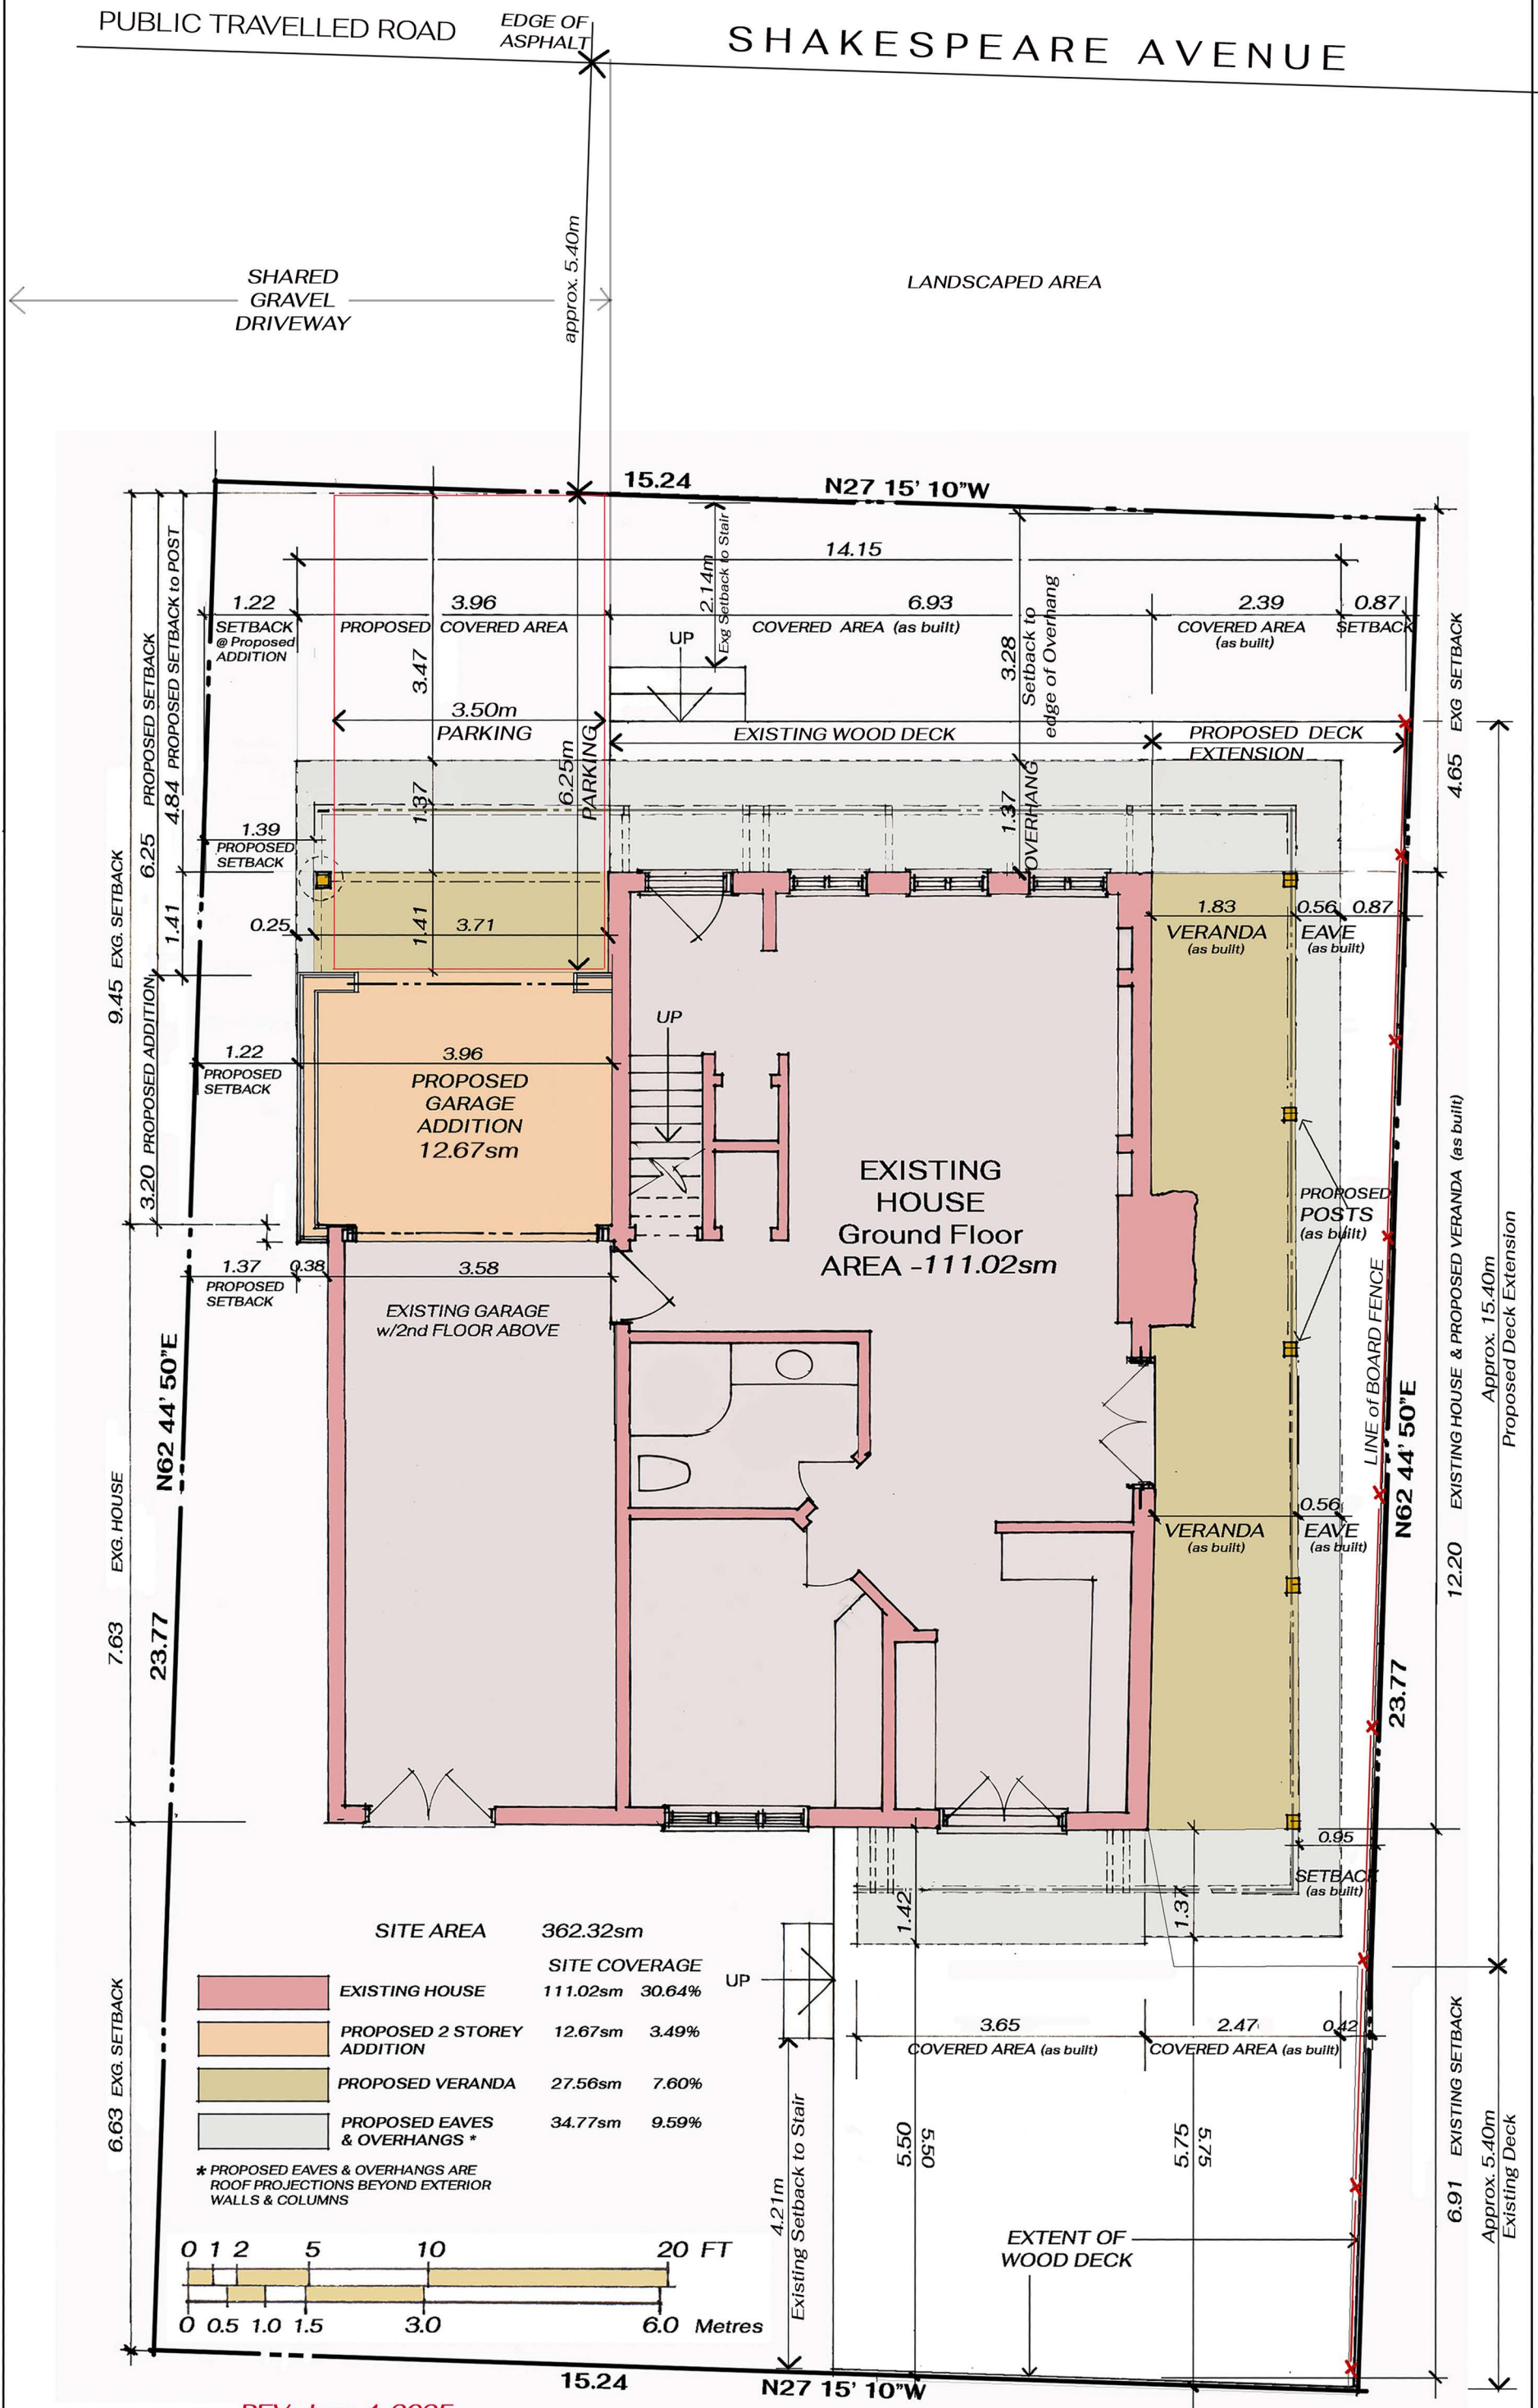 PUBLIC TRAVELLED ROAD
EDGE OF
ASPHALT
SHAKESPEARE AVENUE
approx. 5.40m
SHARED
GRAVEL
DRIVEWAY
LANDSCAPED AREA
15.24
N27 15' 10"W
14.15
1.22
SETBACK
@ Proposed
ADDITION
3.96
PROPOSED COVERED AREA
2.14m
Exg Setback to Stair
6.93
COVERED AREA (as built)
2.39
COVERED AREA
(as built)
0.87
SETBACK
UP
3.47
3.28
Setback to
edge of Overhang
3.50m
PARKING
6.25m
PARKING
EXISTING WOOD DECK
PROPOSED DECK
EXTENSION
9.45 EXG. SETBACK
6.25 PROPOSED SETBACK
4.84 PROPOSED SETBACK to POST
1.41
3.20 PROPOSED ADDITION
4.65 EXG SETBACK
1.37
1.37
OVERHANG
1.39
PROPOSED
SETBACK
0.25
1.41
3.71
1.83
VERANDA
(as built)
0.56
EAVE
(as built)
0.87
UP
1.22
PROPOSED
SETBACK
3.96
PROPOSED
GARAGE
ADDITION
12.67sm
EXISTING
HOUSE
Ground Floor
AREA -111.02sm
PROPOSED
POSTS
(as built)
1.37
PROPOSED
SETBACK
0.38
3.58
EXISTING GARAGE
w/2nd FLOOR ABOVE
LINE of BOARD FENCE
12.20 EXISTING HOUSE & PROPOSED VERANDA (as built)
Approx. 15.40m
Proposed Deck Extension
N62 44' 50"E
23.77
7.63 EXG. HOUSE
N62 44' 50"E
23.77
VERANDA
(as built)
0.56
EAVE
(as built)
0.95
SETBACK
(as built)
1.42
1.37
SITE AREA 362.32sm
SITE COVERAGE
EXISTING HOUSE 111.02sm 30.64%
PROPOSED 2 STOREY 12.67sm 3.49%
ADDITION
PROPOSED VERANDA 27.56sm 7.60%
PROPOSED EAVES 34.77sm 9.59%
& OVERHANGS *
* PROPOSED EAVES & OVERHANGS ARE
ROOF PROJECTIONS BEYOND EXTERIOR
WALLS & COLUMNS
6.63 EXG. SETBACK
UP
3.65
COVERED AREA (as built)
2.47
COVERED AREA (as built)
0.42
4.21m
Existing Setback to Stair
5.50
5.50
5.75
5.75
6.91 EXISTING SETBACK
Approx. 5.40m
Existing Deck
EXTENT OF
WOOD DECK
0 1 2 5 10 20 FT
0 0.5 1.0 1.5 3.0 6.0 Metres
15.24
N27 15' 10"W